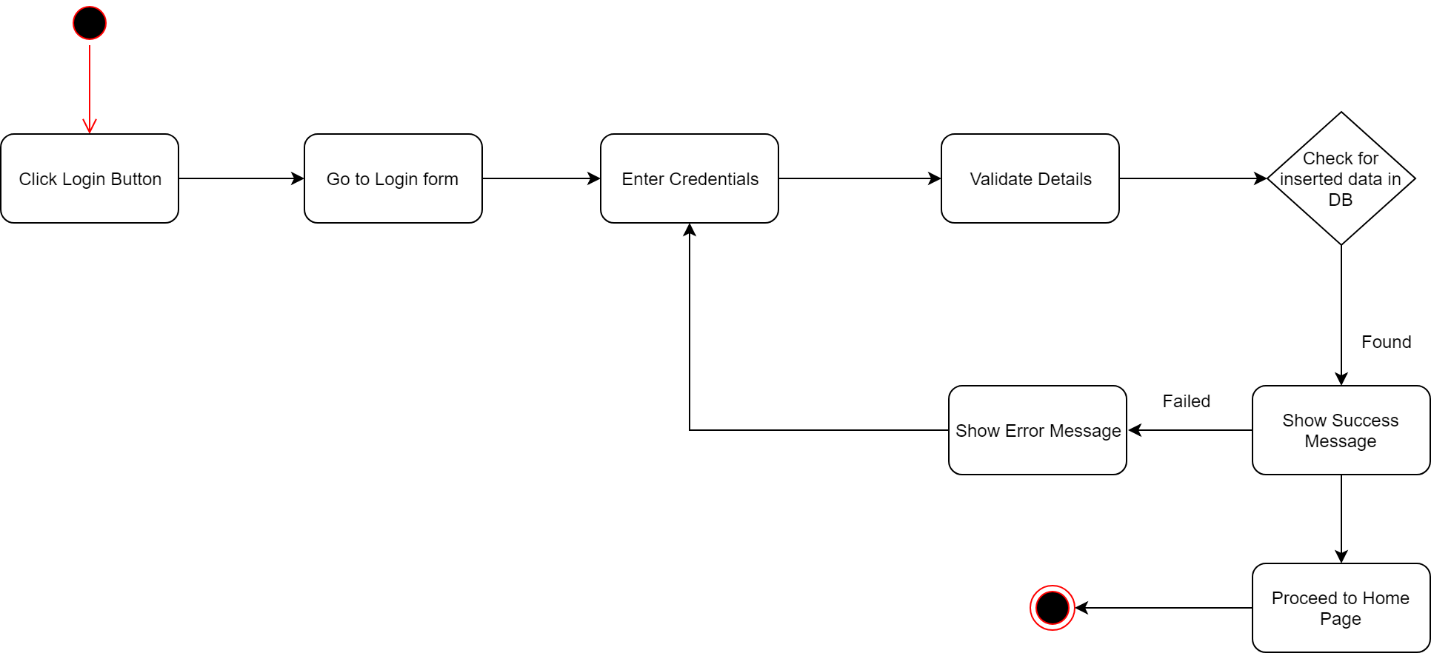 Click Login Button
Go to Login form
Enter Credentials
Validate Details
Check for
inserted data in
DB
Found
Failed
Show Error Message
Show Success
Message
Proceed to Home
Page